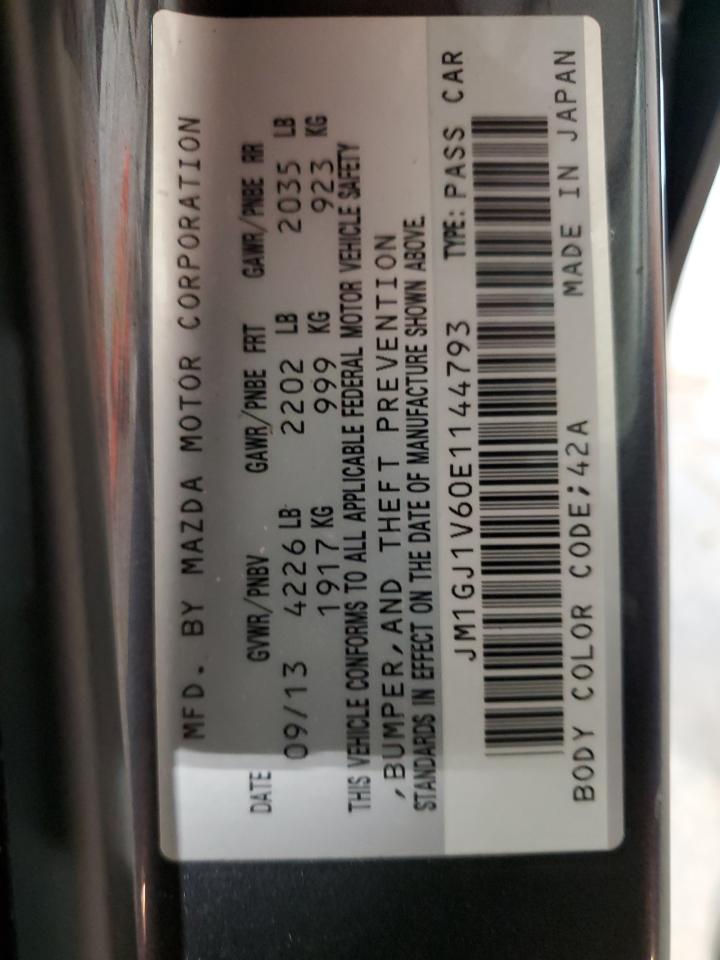 MFD. BY MAZDA MOTOR CORPORATION
DATE GVWR/PNBV GAWR/PNBE FRT GAWR/PNBE RR
09/13 4226 LB 2202 LB 2035 LB
1917 KG 999 KG 923 KG
THIS VEHICLE CONFORMS TO ALL APPLICABLE FEDERAL MOTOR VEHICLE SAFETY
,BUMPER,AND THEFT PREVENTION
STANDARDS IN EFFECT ON THE DATE OF MANUFACTURE SHOWN ABOVE.
JM1GJ1V60E1144793 TYPE: PASS CAR
BODY COLOR CODE;42A MADE IN JAPAN